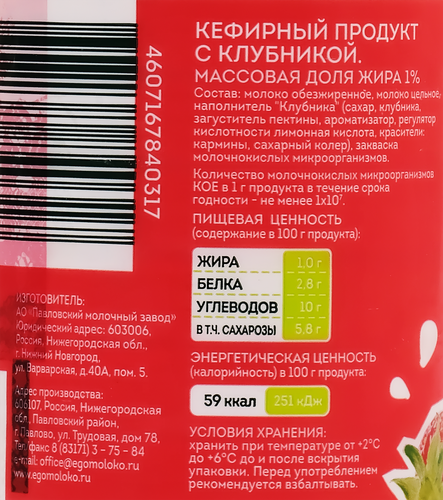 КЕФИРНЫЙ ПРОДУКТ
С КЛУБНИКОЙ.
МАССОВАЯ ДОЛЯ ЖИРА 1%
Состав: молоко обезжиренное, молоко цельное,
наполнитель "Клубника" (сахар, клубника,
загуститель пектины, ароматизатор, регулятор
кислотности лимонная кислота, красители:
кармины, сахарный колер), закваска
молочнокислых микроорганизмов.
Количество молочнокислых микроорганизмов
КОЕ в 1 г продукта в течение срока
годности - не менее 1х10⁷.
ПИЩЕВАЯ ЦЕННОСТЬ
(содержание в 100 г продукта):
ЖИРА 1,0 г
БЕЛКА 2,8 г
УГЛЕВОДОВ 10 г
В Т.Ч. САХАРОЗЫ 5,8 г
ЭНЕРГЕТИЧЕСКАЯ ЦЕННОСТЬ
(калорийность) в 100 г продукта:
59 ккал 251 кДж
УСЛОВИЯ ХРАНЕНИЯ:
хранить при температуре от +2°С
до +6°С до и после вскрытия
упаковки. Перед употреблением
рекомендуется взбалтывать.
4607167840317
ИЗГОТОВИТЕЛЬ:
АО «Павловский молочный завод»
Юридический адрес: 603006,
Россия, Нижегородская обл.,
г. Нижний Новгород,
ул. Варварская, д.40А, пом. 5.
Адрес производства:
606107, Россия, Нижегородская
обл., Павловский район,
г. Павлово, ул. Трудовая, дом 78,
Тел./факс 8 (83171) 3 - 75 - 84
e-mail: office@egomoloko.ru
www.egomoloko.ru